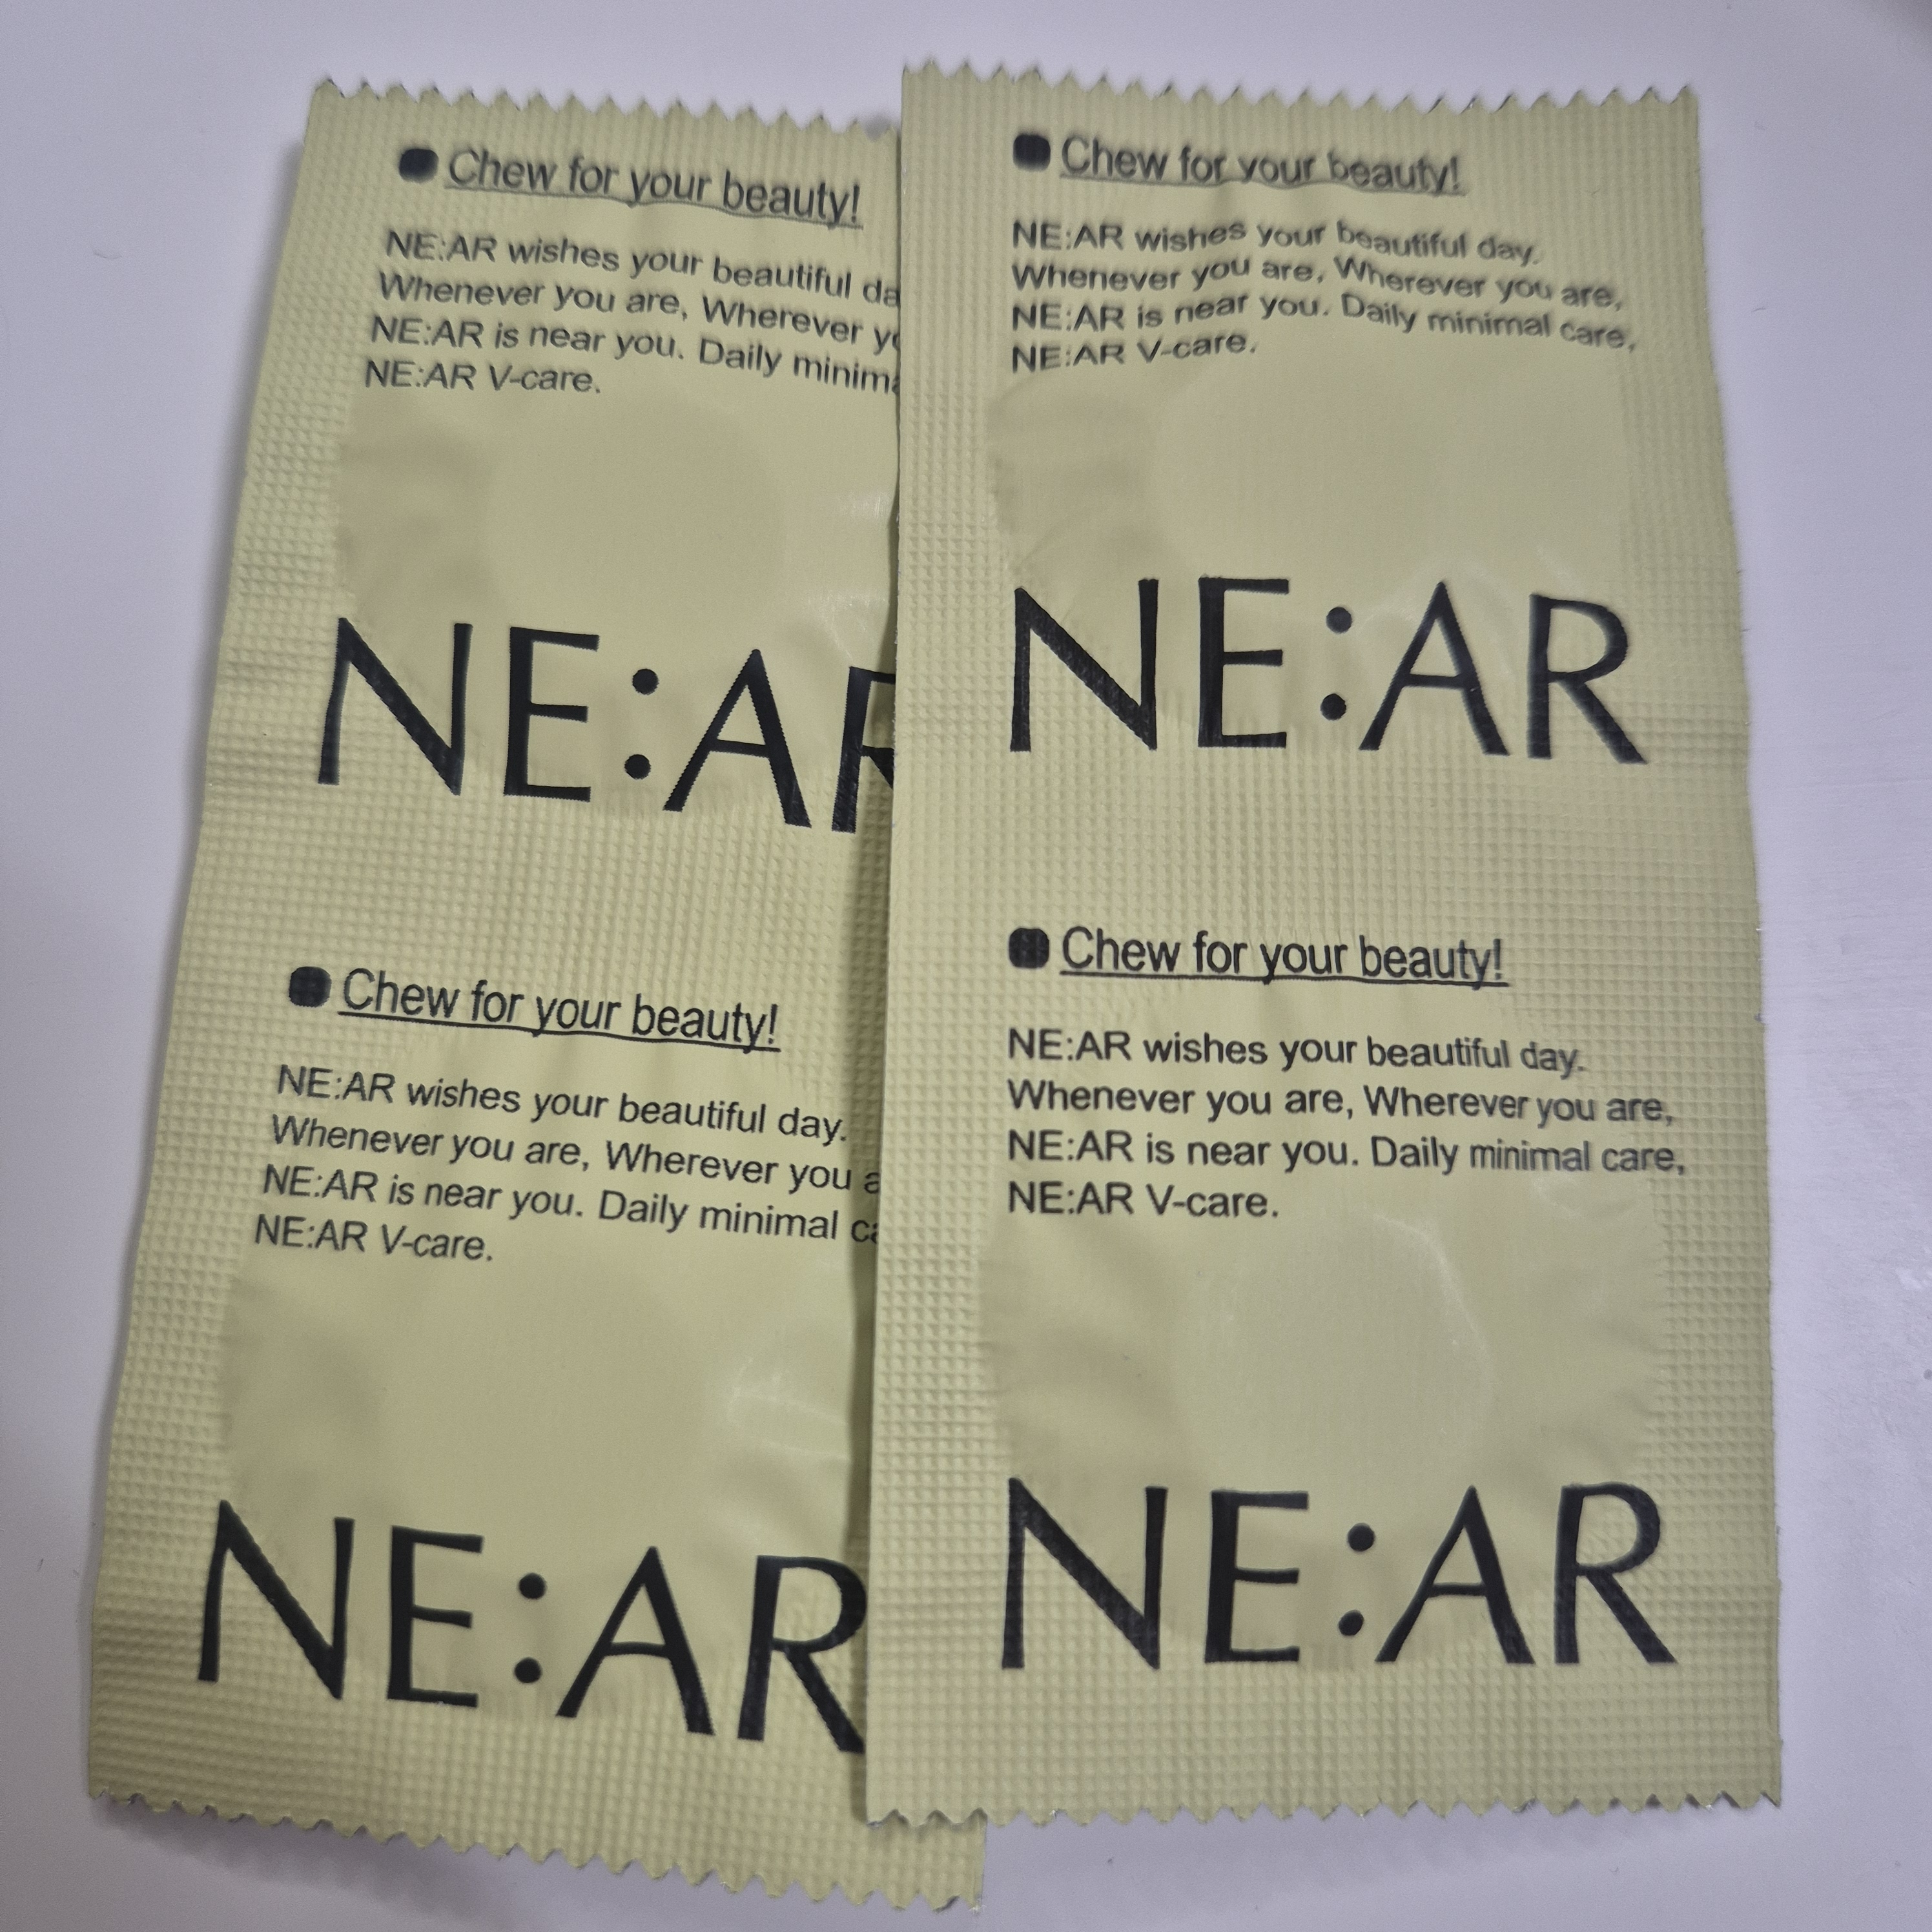 Chew for your beauty!
NE:AR wishes your beautiful
Whenever you are, Wherever
NE:AR is near you. Daily
NE:AR V-care.
NE:AR
Chew for your beauty!
NE:AR wishes your beautiful day.
Whenever you are, Wherever you
NE:AR is near you. Daily minimal
NE:AR V-care.
NE:AR
Chew for your beauty!
NE:AR wishes your beautiful day.
Whenever you are, Wherever you are,
NE:AR is near you. Daily minimal care,
NE:AR V-care.
NE:AR
Chew for your beauty!
NE:AR wishes your beautiful day.
Whenever you are, Wherever you are,
NE:AR is near you. Daily minimal care,
NE:AR V-care.
NE:AR